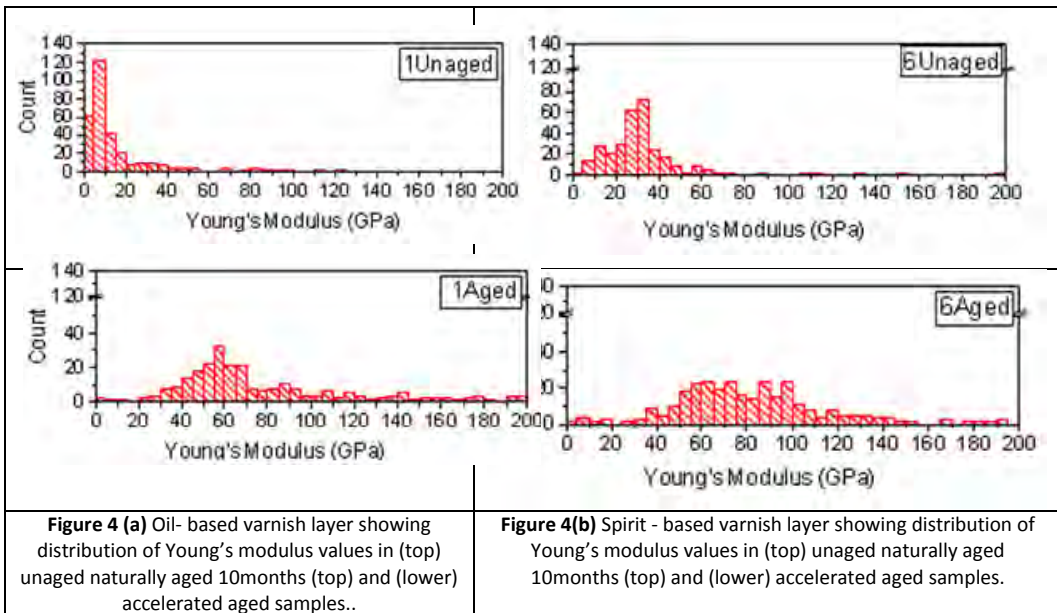 140
120
100
80
60
40
20
0
Count
1Unaged
0 20 40 60 80 100 120 140 160 180 200
Young's Modulus (GPa)
140
120
80
60
40
20
0
6Unaged
0 20 40 60 80 100 120 140 160 180 200
Young's Modulus (GPa)
140
120
40
20
0
Count
1Aged
0 20 40 60 80 100 120 140 160 180 200
Young's Modulus (GPa)
6Aged
0 20 40 60 80 100 120 140 160 180 200
Young's Modulus (GPa)
Figure 4 (a) Oil- based varnish layer showing
distribution of Young's modulus values in (top)
unaged naturally aged 10months (top) and (lower)
accelerated aged samples..
Figure 4(b) Spirit - based varnish layer showing distribution of
Young's modulus values in (top) unaged naturally aged
10months (top) and (lower) accelerated aged samples.